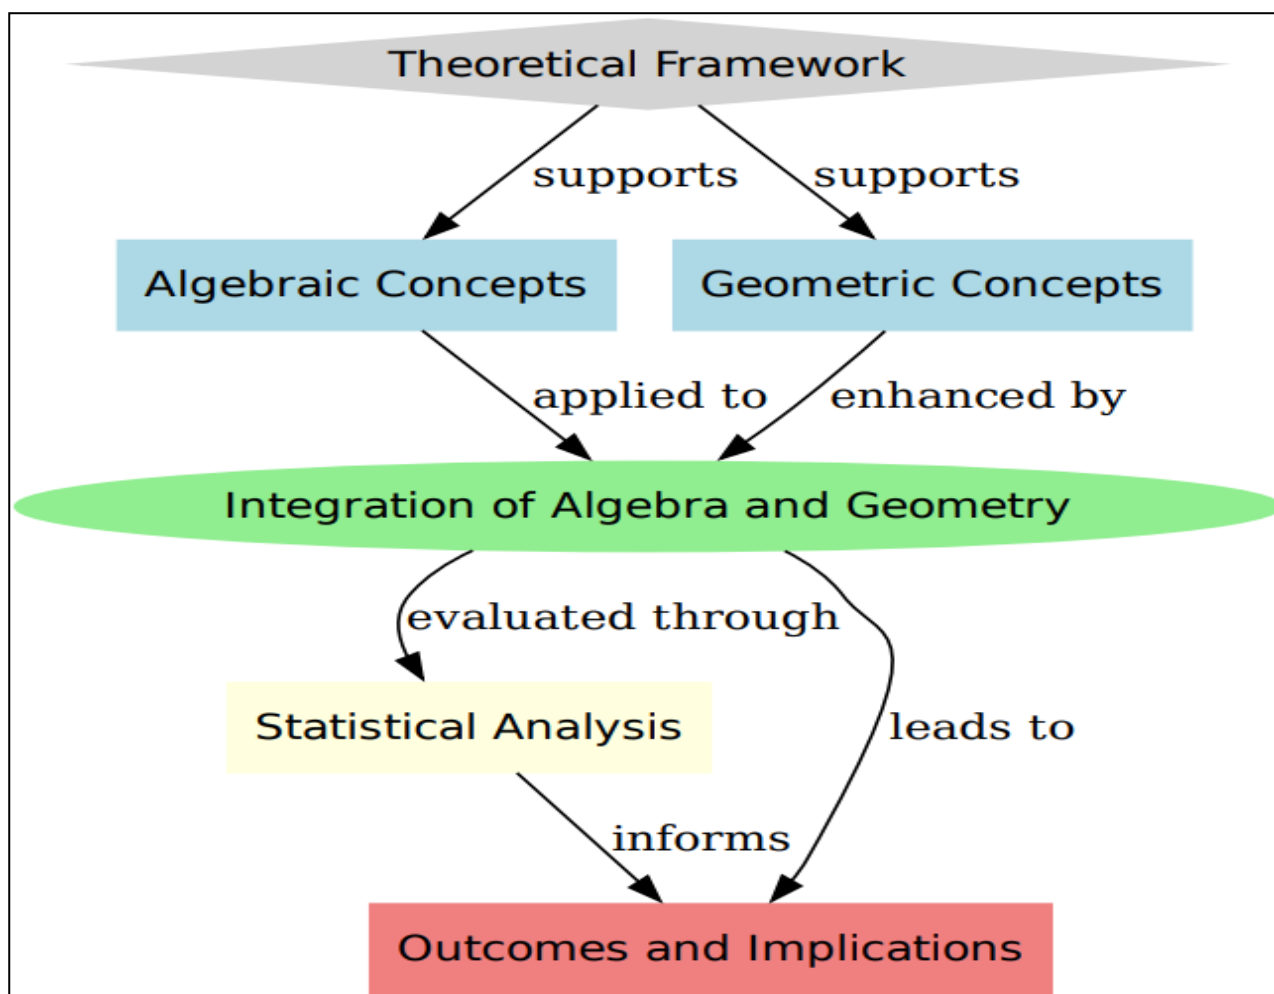 Theoretical Framework
supports
supports
Algebraic Concepts
Geometric Concepts
applied to
enhanced by
Integration of Algebra and Geometry
evaluated through
Statistical Analysis
leads to
informs
Outcomes and Implications